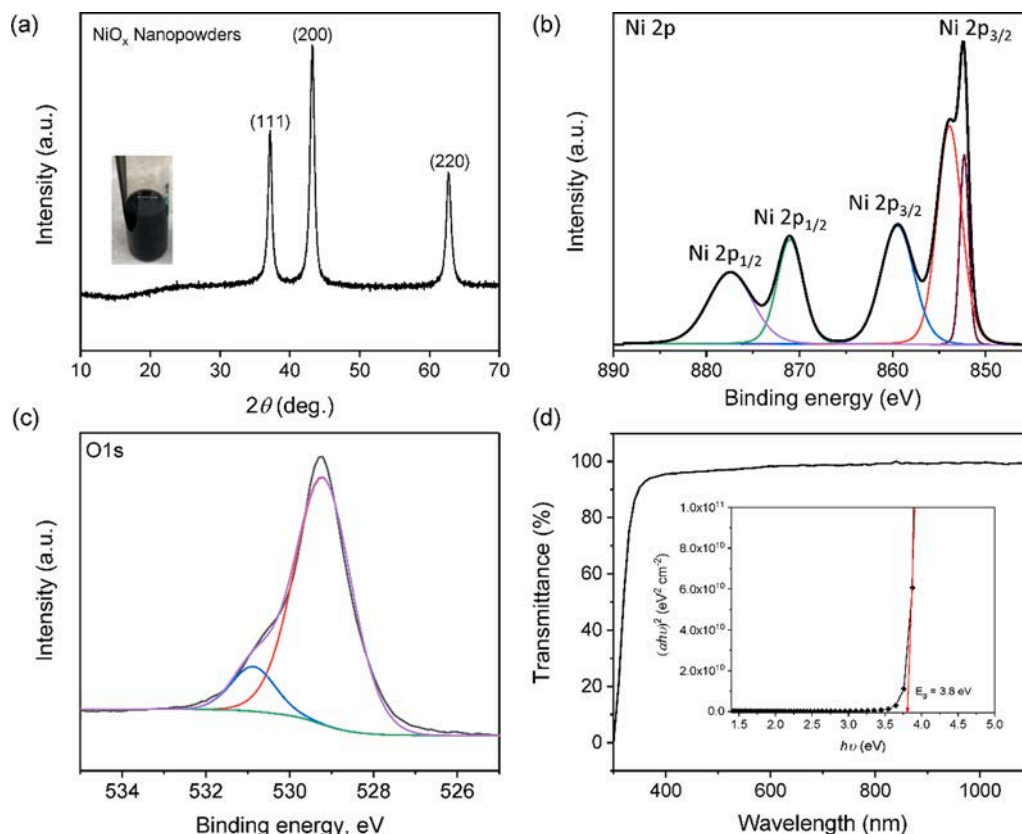 (a)
NiOₓ Nanopowders
(111)
(200)
(220)
Intensity (a.u.)
10 20 30 40 50 60 70
2θ (deg.)
(b)
Ni 2p
Ni 2p₁/₂
Ni 2p₁/₂
Ni 2p₃/₂
Ni 2p₃/₂
Intensity (a.u.)
890 880 870 860 850
Binding energy (eV)
(c)
O1s
Intensity (a.u.)
534 532 530 528 526
Binding energy, eV
(d)
100
80
60
40
20
0
Transmittance (%)
400 600 800 1000
Wavelength (nm)
1.0x10¹¹
8.0x10¹⁰
6.0x10¹⁰
4.0x10¹⁰
2.0x10¹⁰
0.0
(αhυ)² (eV² cm⁻²)
E₉ = 3.8 eV
1.5 2.0 2.5 3.0 3.5 4.0 4.5 5.0
hυ (eV)